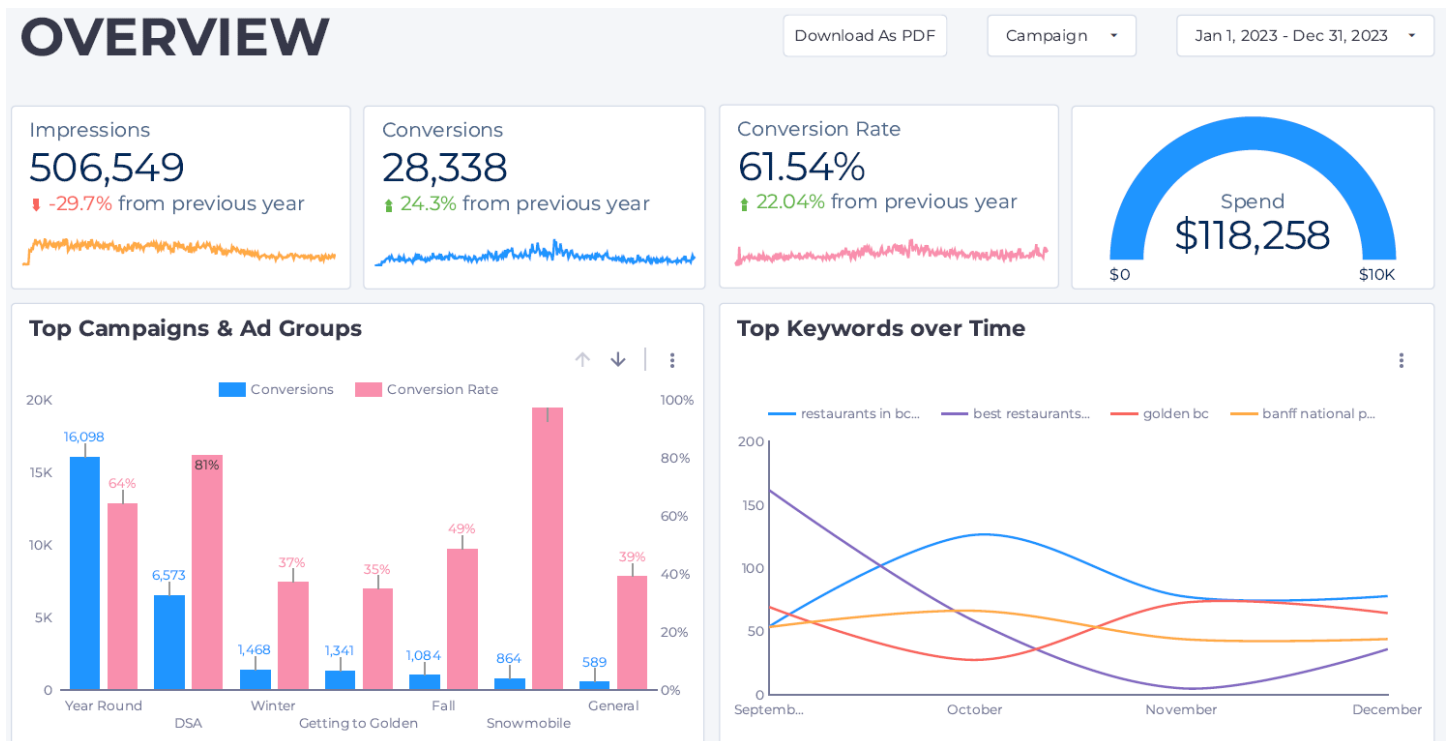 OVERVIEW
Download As PDF
Campaign
Jan 1, 2023 - Dec 31, 2023
Impressions
506,549
-29.7% from previous year
Conversions
28,338
24.3% from previous year
Conversion Rate
61.54%
22.04% from previous year
Spend
$118,258
$0
$10K
Top Campaigns & Ad Groups
Conversions
Conversion Rate
20K
15K
10K
5K
0
100%
80%
60%
40%
20%
0%
16,098
64%
6,573
81%
1,468
37%
1,341
35%
1,084
49%
864
589
39%
Year Round
DSA
Winter
Getting to Golden
Fall
Snowmobile
General
Top Keywords over Time
restaurants in bc...
best restaurants...
golden bc
banff national p...
200
150
100
50
0
Septemb...
October
November
December